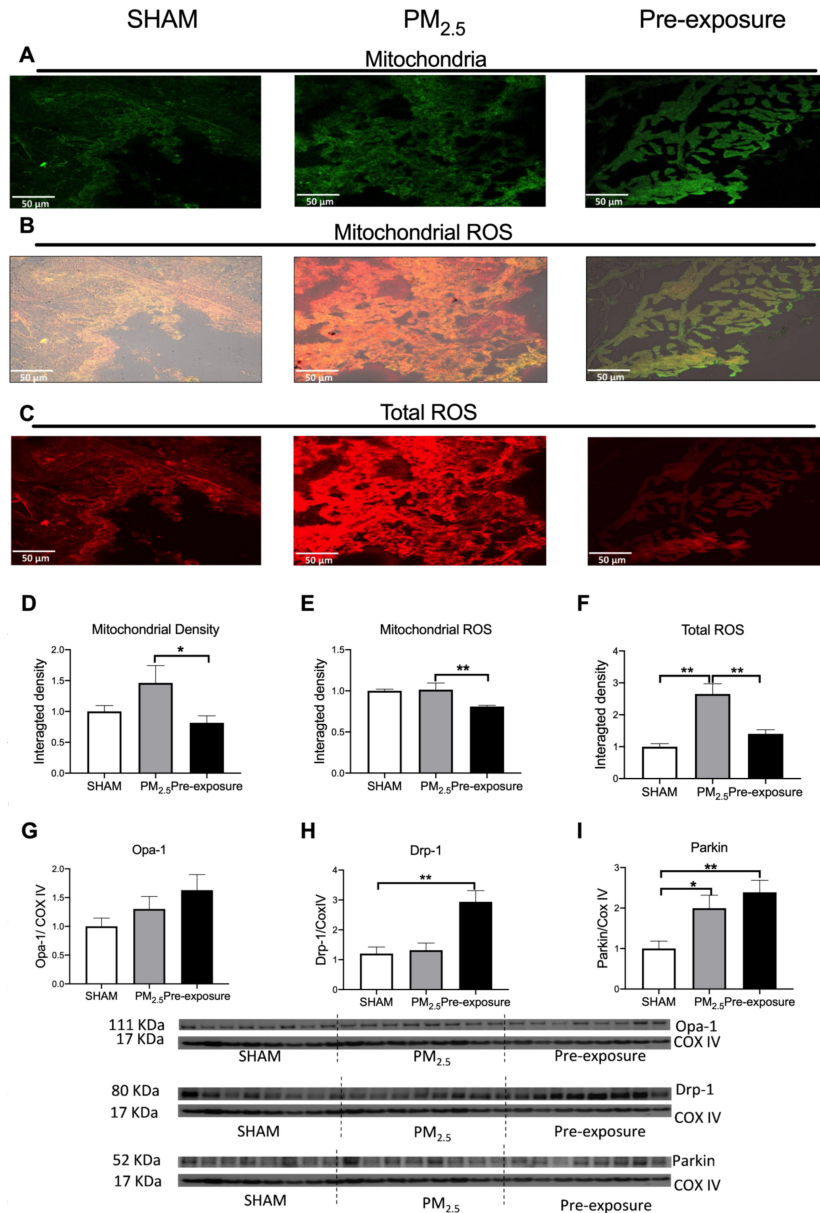 SHAM PM2.5 Pre-exposure
A
Mitochondria
50 µm 50 µm 50 µm
B
Mitochondrial ROS
50 µm 50 µm 50 µm
C
Total ROS
50 µm 50 µm 50 µm
D
Mitochondrial Density
Interagted density
2.0
1.5
1.0
0.5
0.0
*
SHAM PM2.5 Pre-exposure
E
Mitochondrial ROS
Interagted density
1.5
1.0
0.5
0.0
**
SHAM PM2.5 Pre-exposure
F
Total ROS
Interagted density
4
3
2
1
0
** **
SHAM PM2.5 Pre-exposure
G
Opa-1
Opa-1/ COX IV
2.0
1.5
1.0
0.5
0.0
SHAM PM2.5 Pre-exposure
H
Drp-1
Drp-1/CoxIV
4
3
2
1
0
**
SHAM PM2.5 Pre-exposure
I
Parkin
Parkin/Cox IV
3
2
1
0
**
*
SHAM PM2.5 Pre-exposure
111 KDa Opa-1
17 KDa COX IV
SHAM PM2.5 Pre-exposure
80 KDa Drp-1
17 KDa COX IV
SHAM PM2.5 Pre-exposure
52 KDa Parkin
17 KDa COX IV
SHAM PM2.5 Pre-exposure